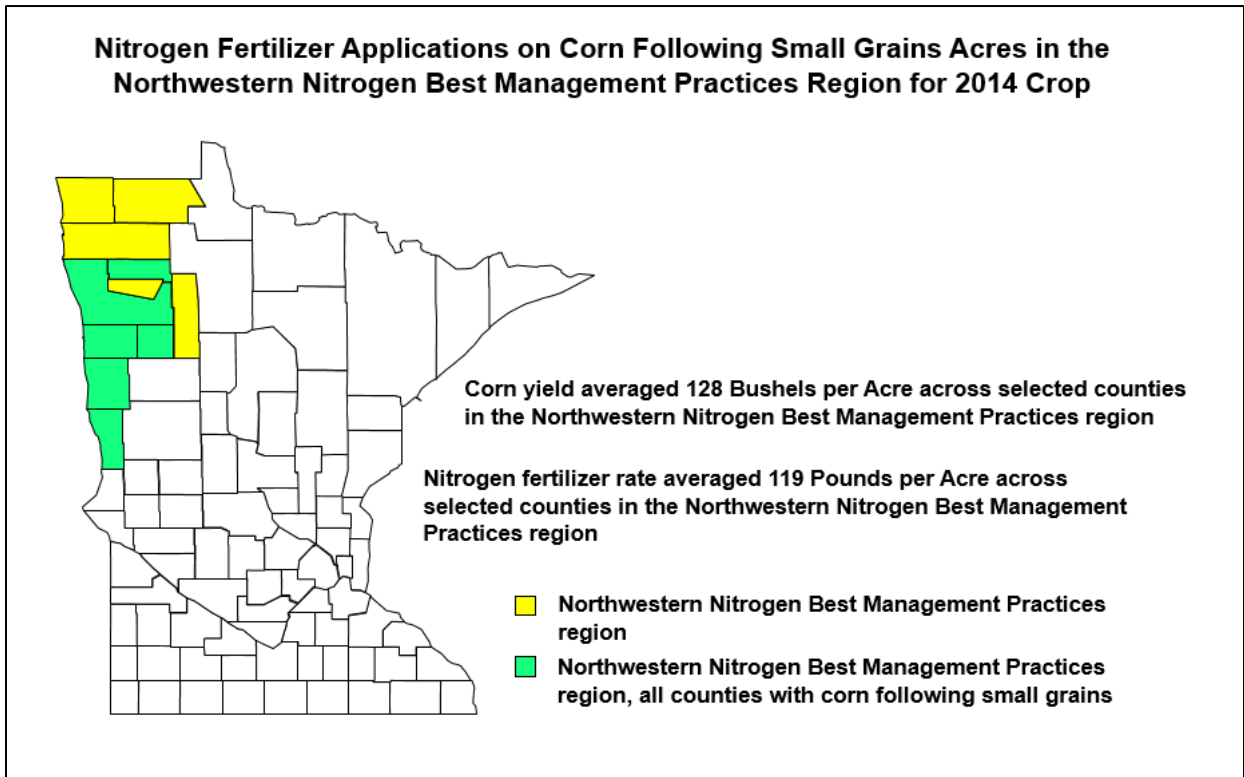 Nitrogen Fertilizer Applications on Corn Following Small Grains Acres in the
Northwestern Nitrogen Best Management Practices Region for 2014 Crop
Corn yield averaged 128 Bushels per Acre across selected counties
in the Northwestern Nitrogen Best Management Practices region
Nitrogen fertilizer rate averaged 119 Pounds per Acre across
selected counties in the Northwestern Nitrogen Best Management
Practices region
Northwestern Nitrogen Best Management Practices
region
Northwestern Nitrogen Best Management Practices
region, all counties with corn following small grains